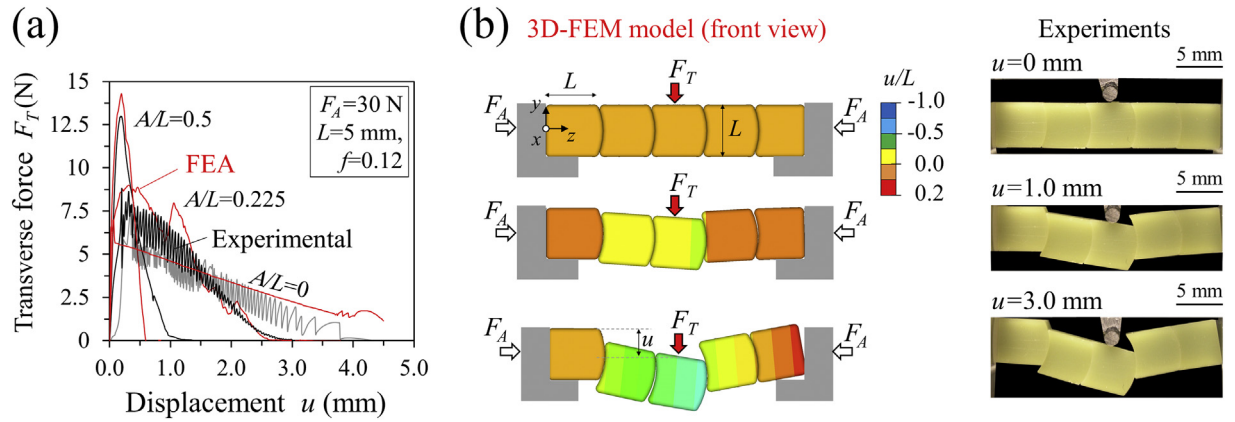 (a)
15
12.5
10
7.5
5
2.5
0
0.0 1.0 2.0 3.0 4.0 5.0
Transverse force F_T (N)
Displacement u (mm)
A/L=0.5
FEA
A/L=0.225
Experimental
A/L=0
F_A=30 N
L=5 mm,
f=0.12
(b)
3D-FEM model (front view)
F_T
L
F_A
y
x
z
L
F_A
F_T
F_A
F_A
F_T
F_A
u
F_A
u/L
-1.0
-0.5
0.0
0.2
Experiments
u=0 mm
5 mm
u=1.0 mm
5 mm
u=3.0 mm
5 mm